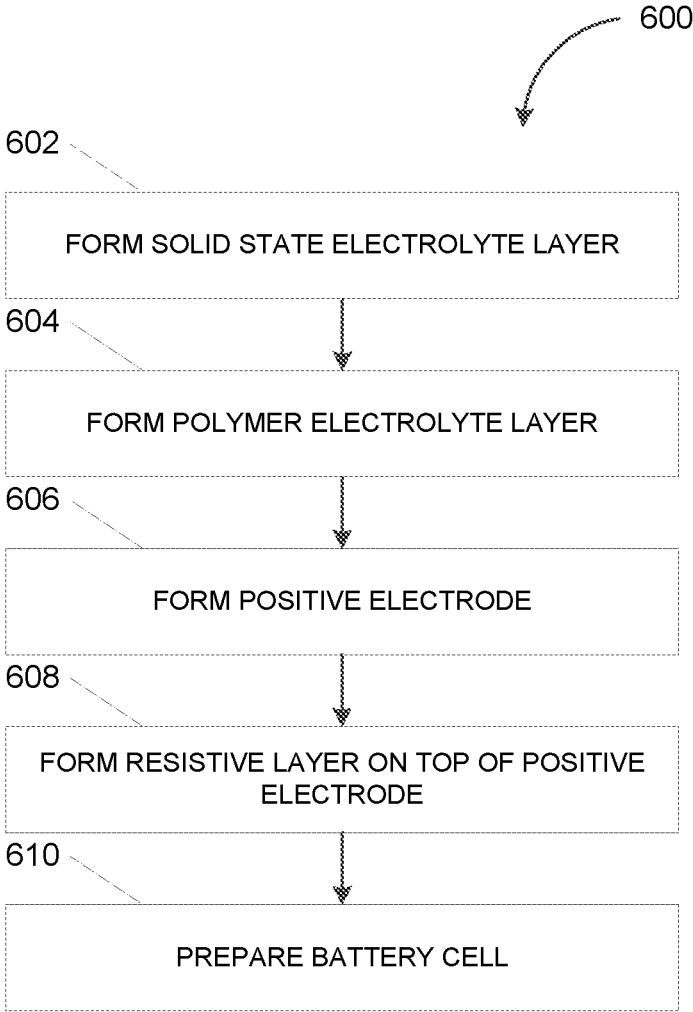 600
602
FORM SOLID STATE ELECTROLYTE LAYER
604
FORM POLYMER ELECTROLYTE LAYER
606
FORM POSITIVE ELECTRODE
608
FORM RESISTIVE LAYER ON TOP OF POSITIVE
ELECTRODE
610
PREPARE BATTERY CELL